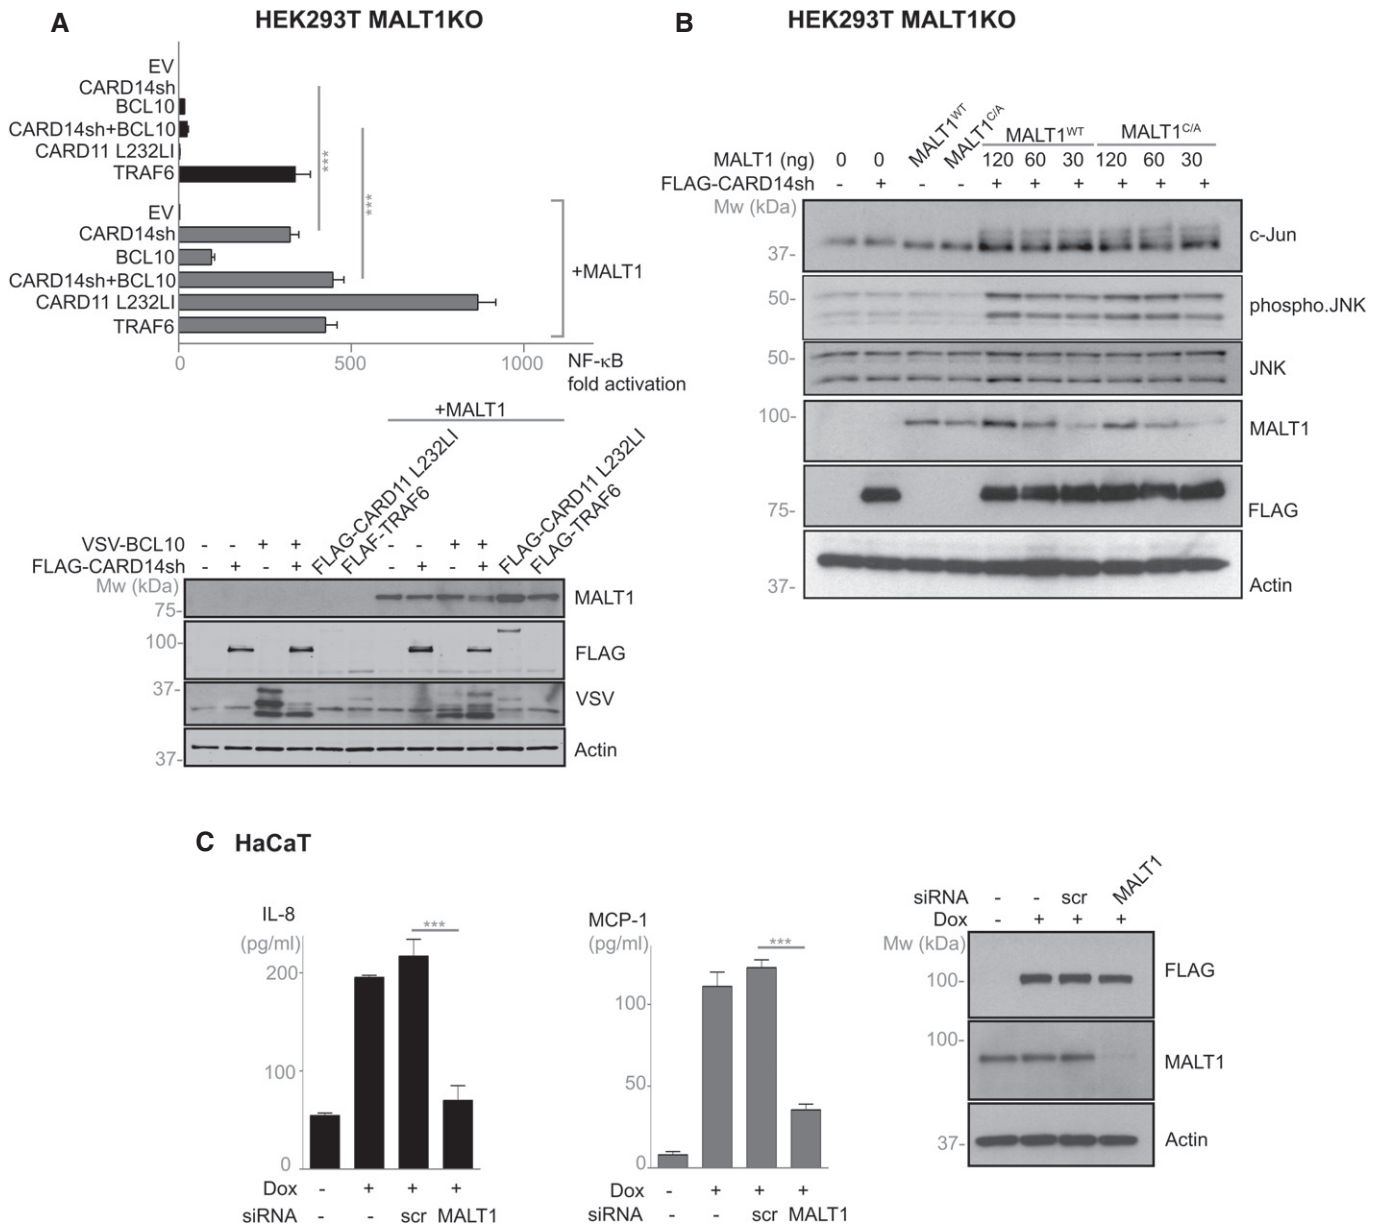 A
HEK293T MALT1KO
EV
CARD14sh
BCL10
CARD14sh+BCL10
CARD11 L232LI
TRAF6
***
***
EV
CARD14sh
BCL10
CARD14sh+BCL10
CARD11 L232LI
TRAF6
+MALT1
0 500 1000
NF-κB
fold activation
+MALT1
FLAG-CARD11 L232LI
FLAF-TRAF6
FLAG-CARD11 L232LI
FLAG-TRAF6
VSV-BCL10 - - + + - - + +
FLAG-CARD14sh - + - + - + - +
Mw (kDa)
75- MALT1
100- FLAG
37- VSV
37- Actin
B
HEK293T MALT1KO
MALT1WT MALT1C/A MALT1WT MALT1C/A
MALT1 (ng) 0 0 120 60 30 120 60 30
FLAG-CARD14sh - + - - + + + + + +
Mw (kDa)
37- c-Jun
50- phospho.JNK
50- JNK
100- MALT1
75- FLAG
37- Actin
C HaCaT
IL-8
(pg/ml)
***
200
100
0
Dox - + + +
siRNA - - scr MALT1
MCP-1
(pg/ml)
***
100
50
0
Dox - + + +
siRNA - - scr MALT1
siRNA - - scr MALT1
Dox - + + +
Mw (kDa)
100- FLAG
100- MALT1
37- Actin